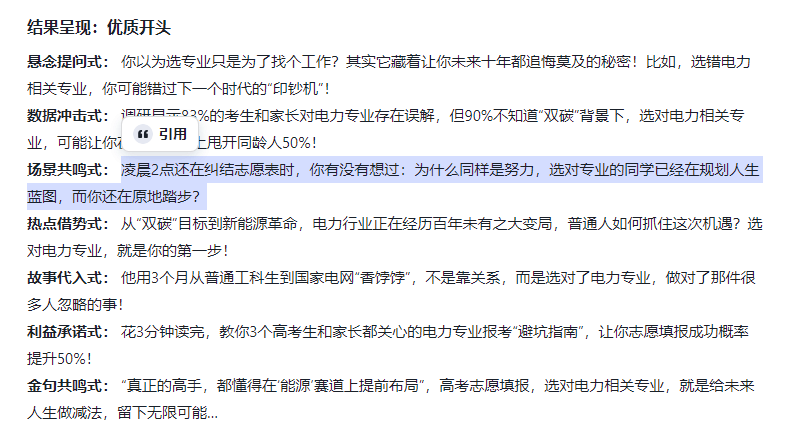 结果呈现：优质开头
悬念提问式： 你以为选专业只是为了找个工作？其实它藏着让你未来十年都追悔莫及的秘密！比如，选错电力
相关专业，你可能错过下一个时代的“印钞机”！
数据冲击式： 调研显示83%的考生和家长对电力专业存在误解，但90%不知道“双碳”背景下，选对电力相关专
业，可能让你在 上甩开同龄人50%！
引用
场景共鸣式： 凌晨2点还在纠结志愿表时，你有没有想过：为什么同样是努力，选对专业的同学已经在规划人生
蓝图，而你还在原地踏步？
热点借势式： 从“双碳”目标到新能源革命，电力行业正在经历百年未有之大变局，普通人如何抓住这次机遇？选
对电力专业，就是你的第一步！
故事代入式： 他用3个月从普通工科生到国家电网“香饽饽”，不是靠关系，而是选对了电力专业，做对了那件很
多人忽略的事！
利益承诺式： 花3分钟读完，教你3个高考生和家长都关心的电力专业报考“避坑指南”，让你志愿填报成功概率
提升50%！
金句共鸣式： “真正的高手，都懂得在‘能源’赛道上提前布局”，高考志愿填报，选对电力相关专业，就是给未来
人生做减法，留下无限可能...